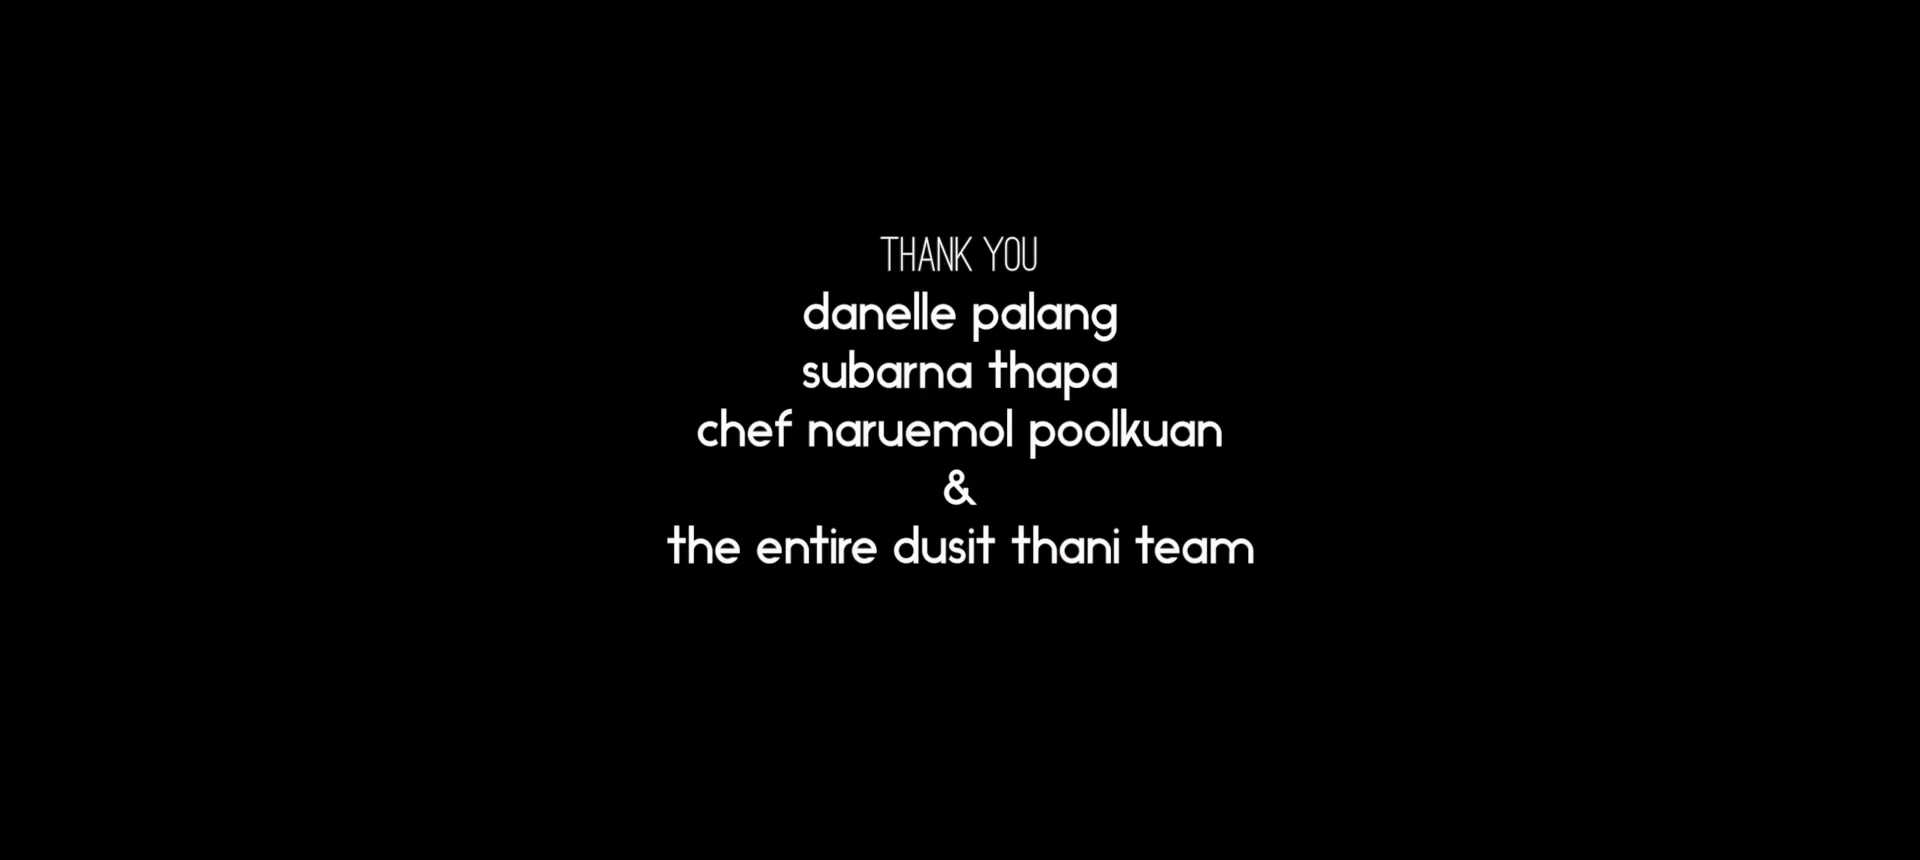 THANK YOU
danelle palang
subarna thapa
chef naruemol poolkuan
&
the entire dusit thani team